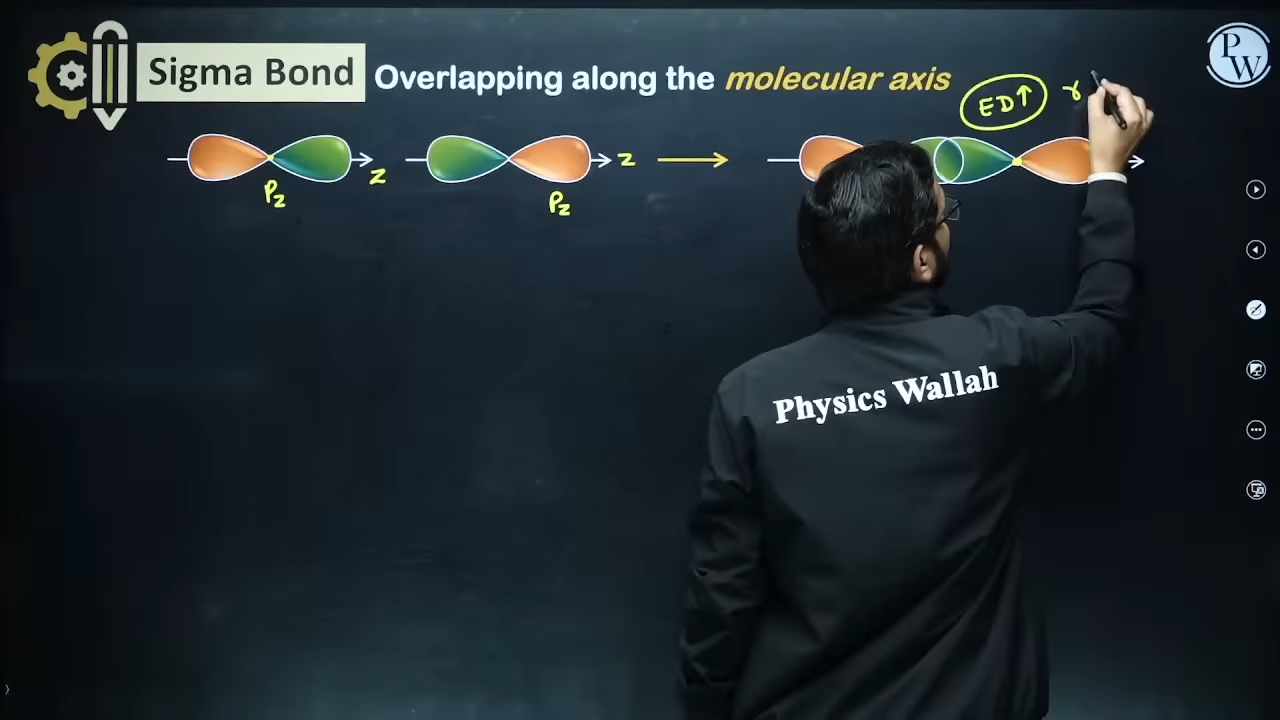 Sigma Bond Overlapping along the molecular axis
ED↑ r
PW
z
z
Pz
Pz
Physics Wallah